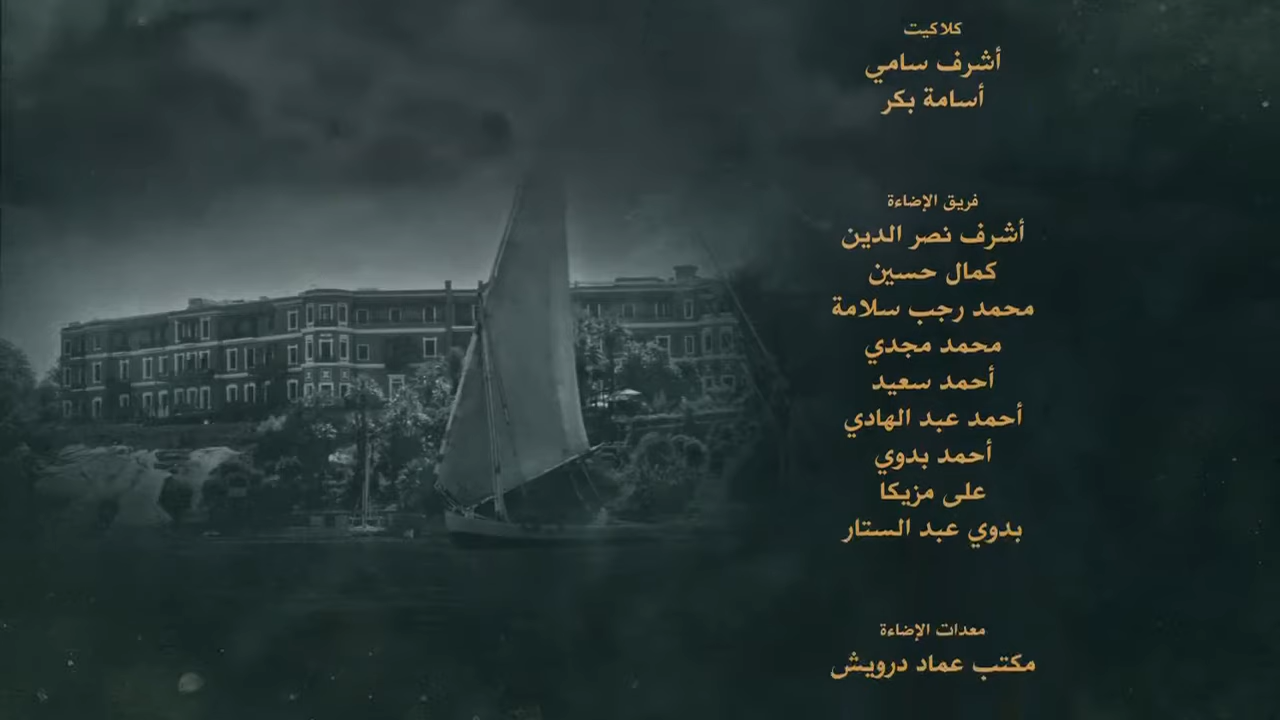 كلاكيت
أشرف سامي
أسامة بكر
فريق الإضاءة
أشرف نصر الدين
كمال حسين
محمد رجب سلامة
محمد مجدي
أحمد سعيد
أحمد عبد الهادي
أحمد بدوي
على مزيكا
بدوي عبد الستار
معدات الإضاءة
مكتب عماد درويش